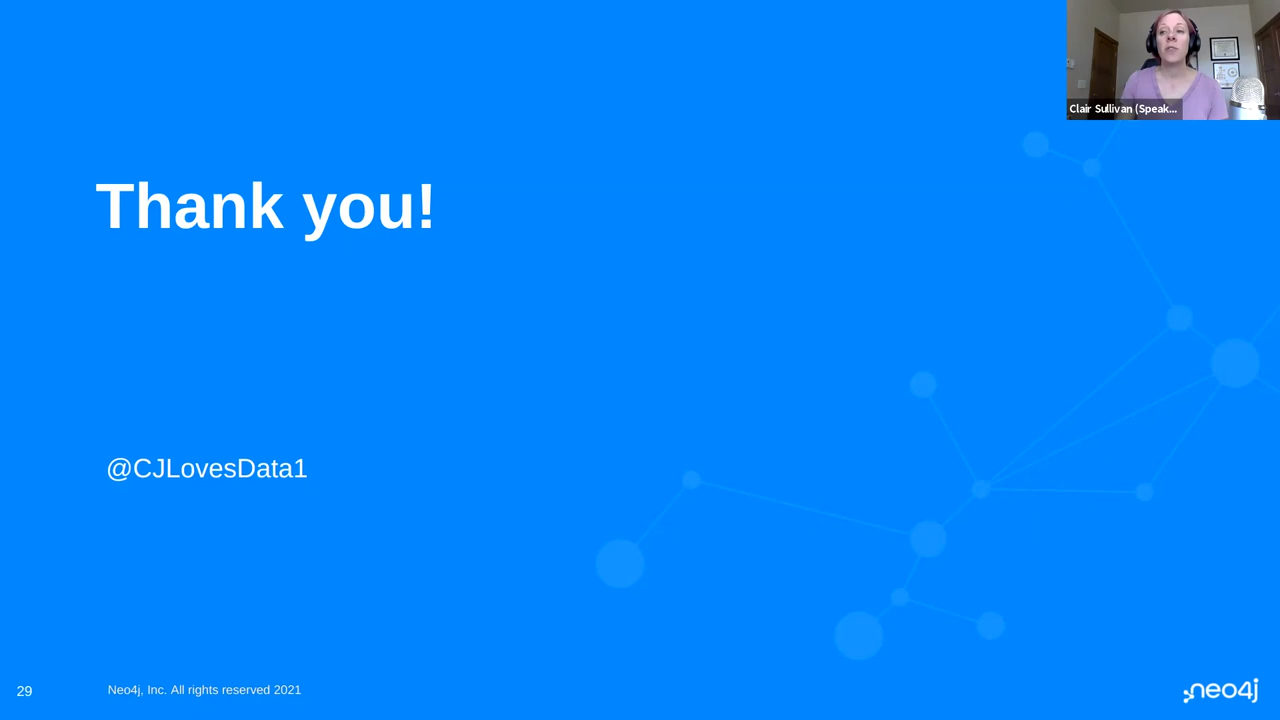 Clair Sullivan (Speak...
Thank you!
@CJLovesData1
29
Neo4j, Inc. All rights reserved 2021
neo4j